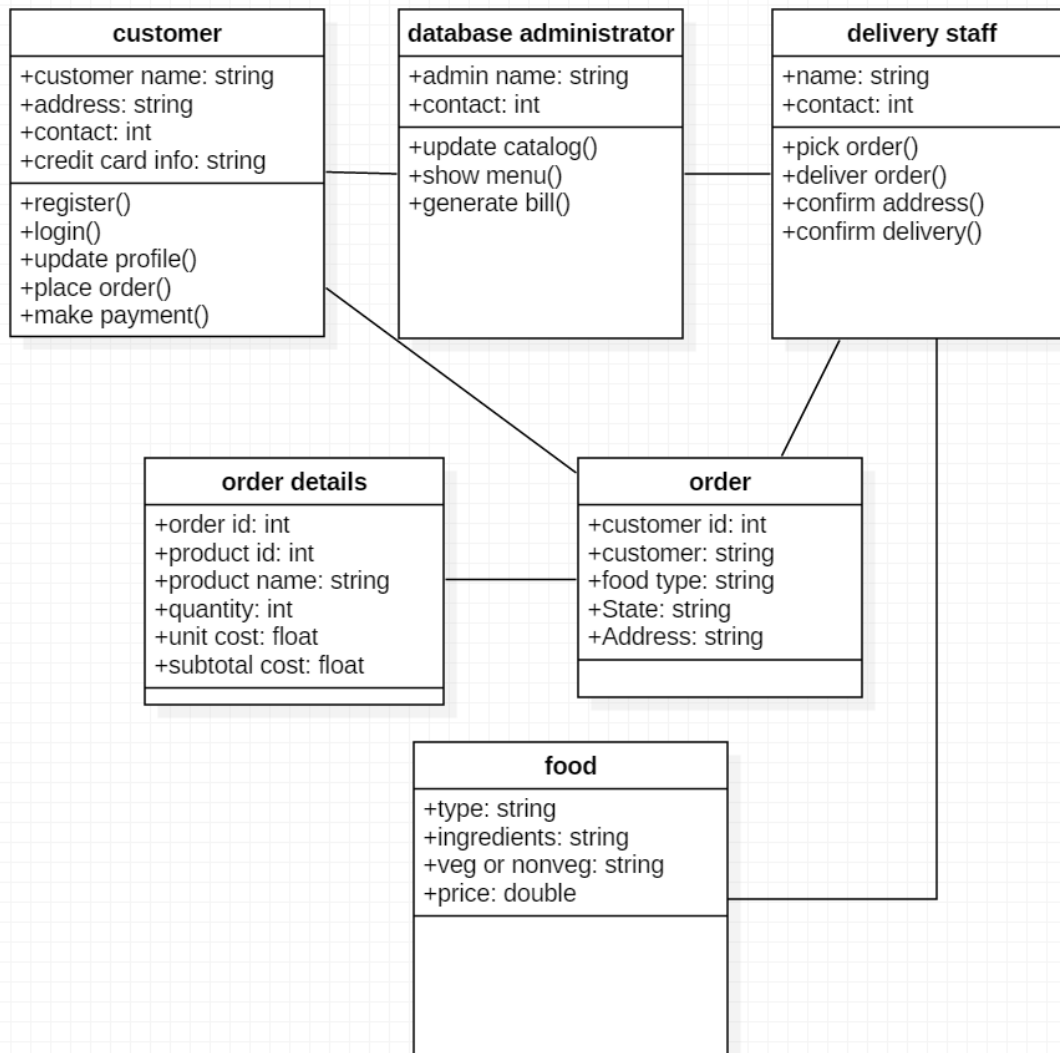 customer
+customer name: string
+address: string
+contact: int
+credit card info: string
+register()
+login()
+update profile()
+place order()
+make payment()
database administrator
+admin name: string
+contact: int
+update catalog()
+show menu()
+generate bill()
delivery staff
+name: string
+contact: int
+pick order()
+deliver order()
+confirm address()
+confirm delivery()
order details
+order id: int
+product id: int
+product name: string
+quantity: int
+unit cost: float
+subtotal cost: float
order
+customer id: int
+customer: string
+food type: string
+State: string
+Address: string
food
+type: string
+ingredients: string
+veg or nonveg: string
+price: double